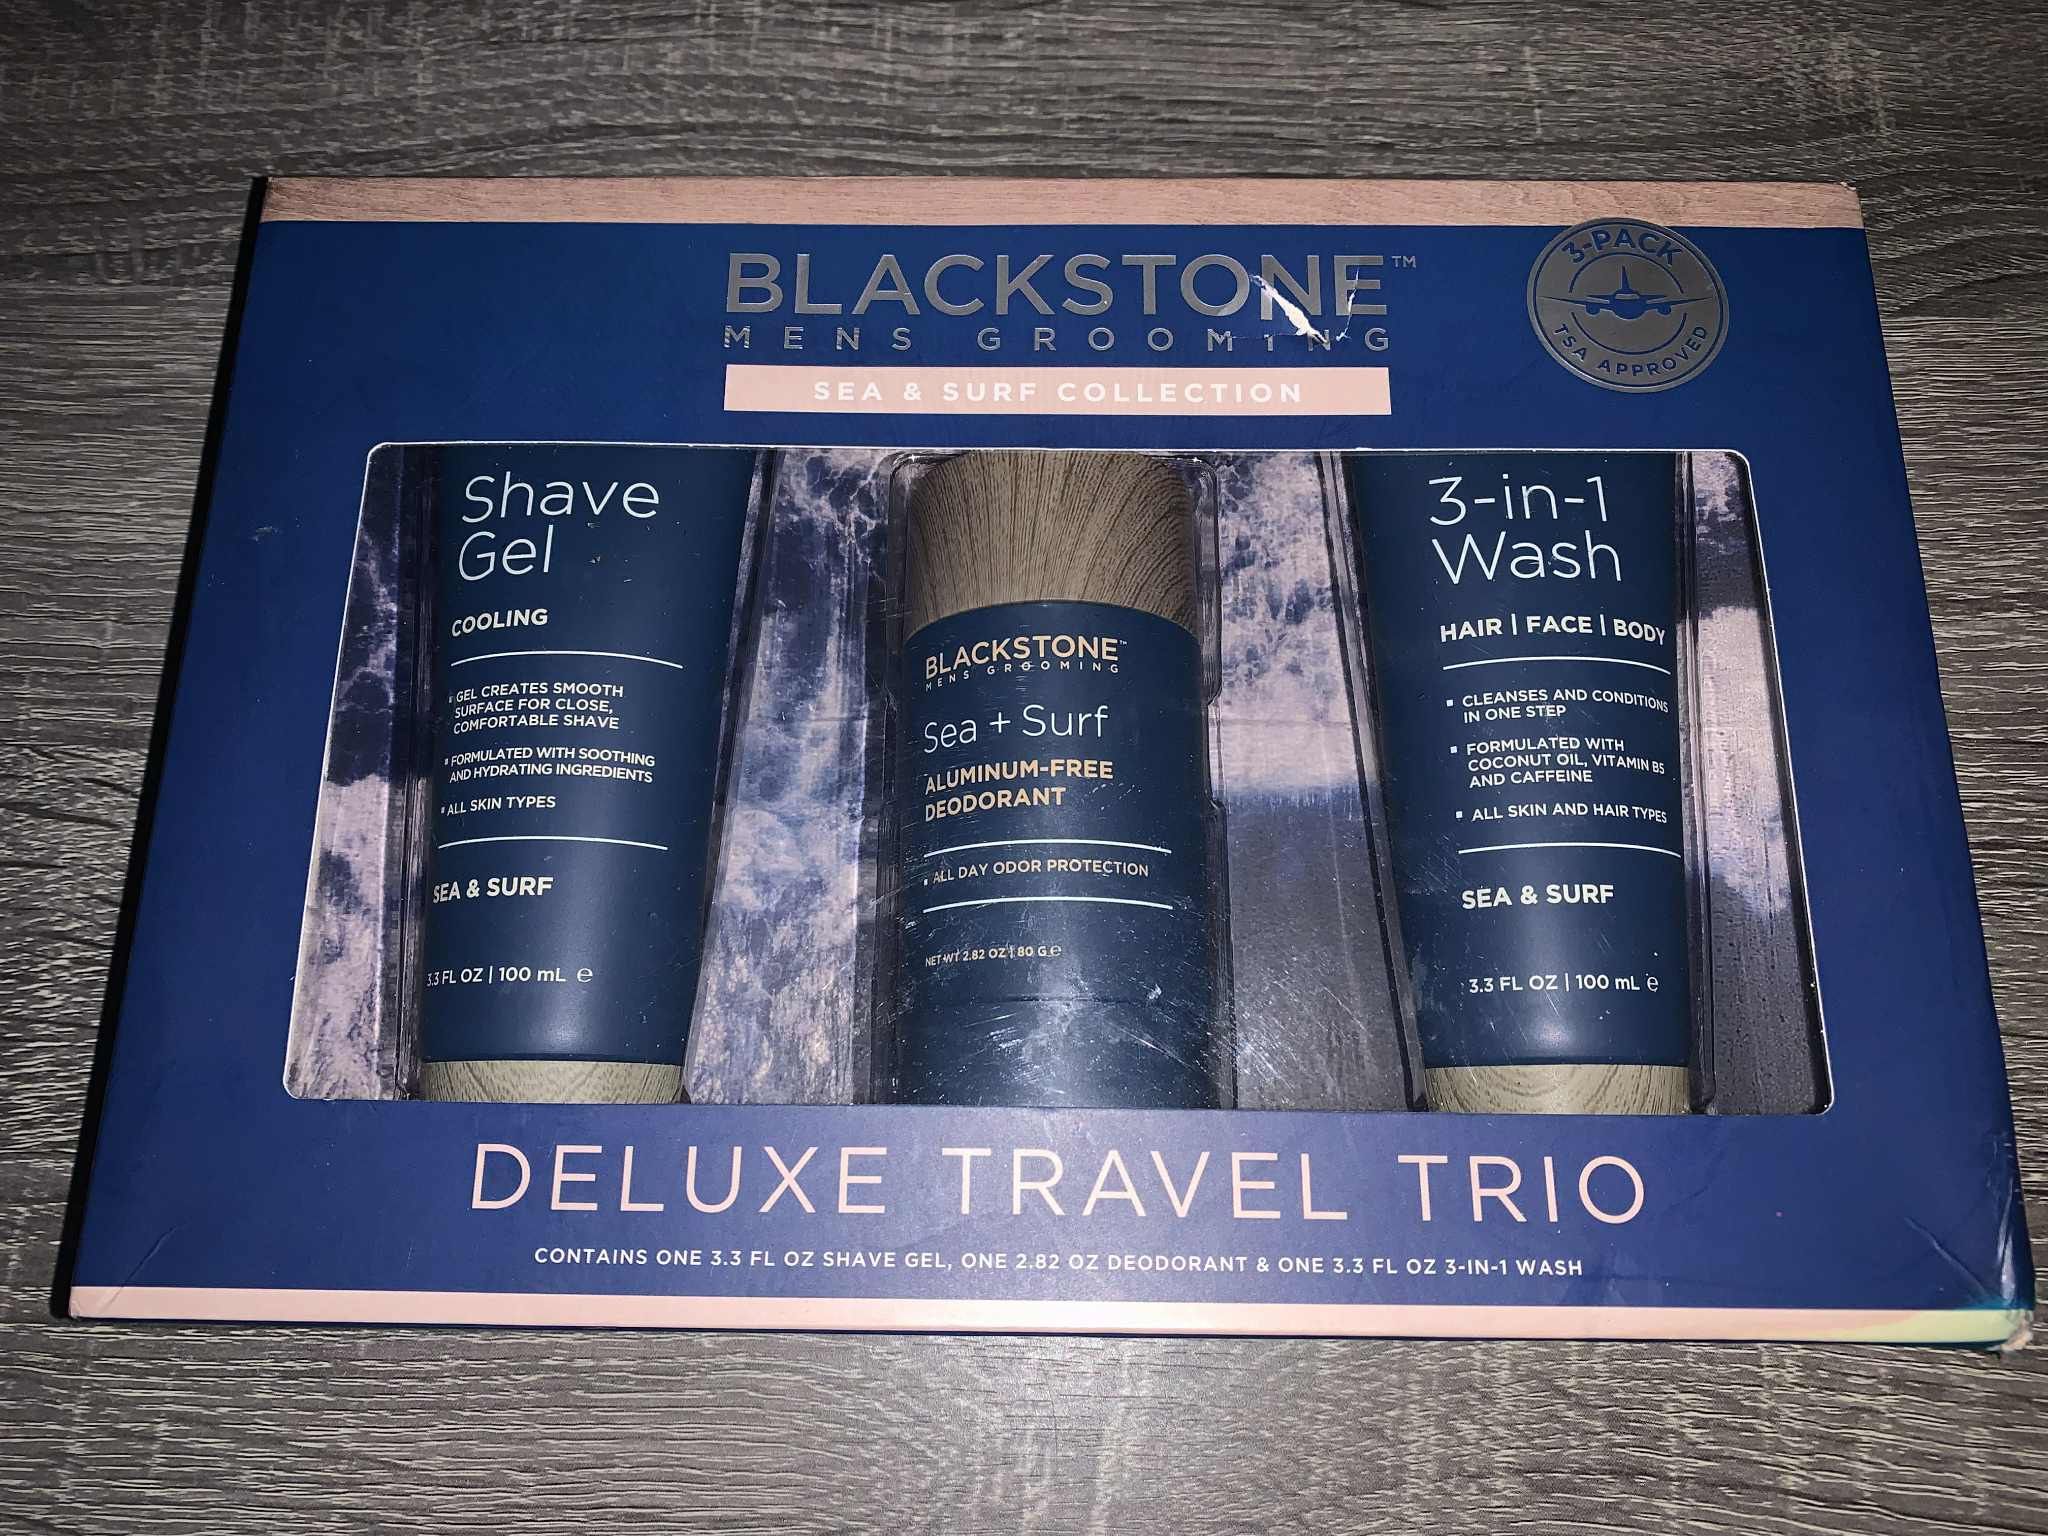 BLACKSTONE™
MENS GROOMING
SEA & SURF COLLECTION
3-PACK
TSA APPROVED
Shave
Gel
COOLING
▪ GEL CREATES SMOOTH
SURFACE FOR CLOSE,
COMFORTABLE SHAVE
▪ FORMULATED WITH SOOTHING
AND HYDRATING INGREDIENTS
▪ ALL SKIN TYPES
SEA & SURF
3.3 FL OZ | 100 mL ℮
BLACKSTONE™
MENS GROOMING
Sea + Surf
ALUMINUM-FREE
DEODORANT
▪ ALL DAY ODOR PROTECTION
NET WT 2.82 OZ | 80 G ℮
3-in-1
Wash
HAIR | FACE | BODY
▪ CLEANSES AND CONDITIONS
IN ONE STEP
▪ FORMULATED WITH
COCONUT OIL, VITAMIN B5
AND CAFFEINE
▪ ALL SKIN AND HAIR TYPES
SEA & SURF
3.3 FL OZ | 100 mL ℮
DELUXE TRAVEL TRIO
CONTAINS ONE 3.3 FL OZ SHAVE GEL, ONE 2.82 OZ DEODORANT & ONE 3.3 FL OZ 3-IN-1 WASH